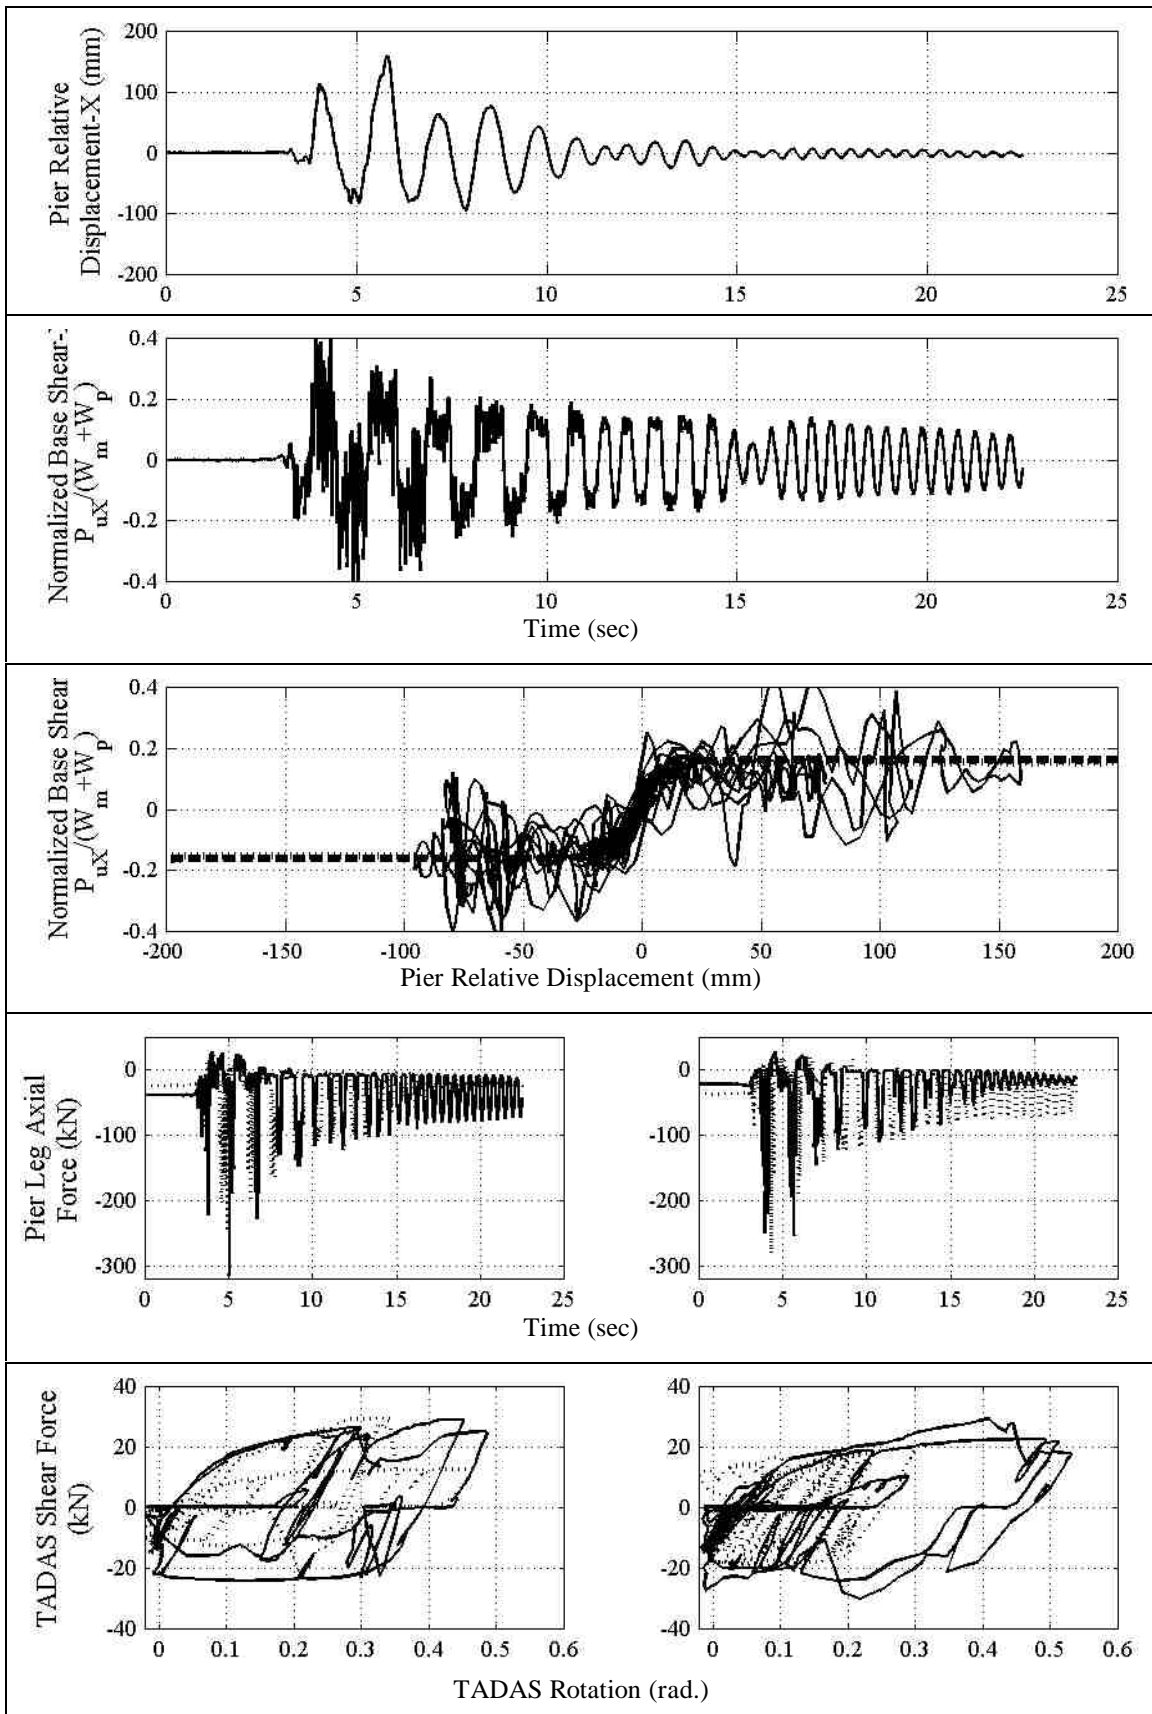 Pier Relative
Displacement-X (mm)
200
100
0
-100
-200
0 5 10 15 20 25
Normalized Base Shear-
P_uX/(W_m+W_p)
0.4
0.2
0
-0.2
-0.4
0 5 10 15 20 25
Time (sec)
Normalized Base Shear
P_uX/(W_m+W_p)
0.4
0.2
0
-0.2
-0.4
-200 -150 -100 -50 0 50 100 150 200
Pier Relative Displacement (mm)
Pier Leg Axial
Force (kN)
0
-100
-200
-300
0 5 10 15 20 25
0
-100
-200
-300
0 5 10 15 20 25
Time (sec)
TADAS Shear Force
(kN)
40
20
0
-20
-40
0 0.1 0.2 0.3 0.4 0.5 0.6
40
20
0
-20
-40
0 0.1 0.2 0.3 0.4 0.5 0.6
TADAS Rotation (rad.)